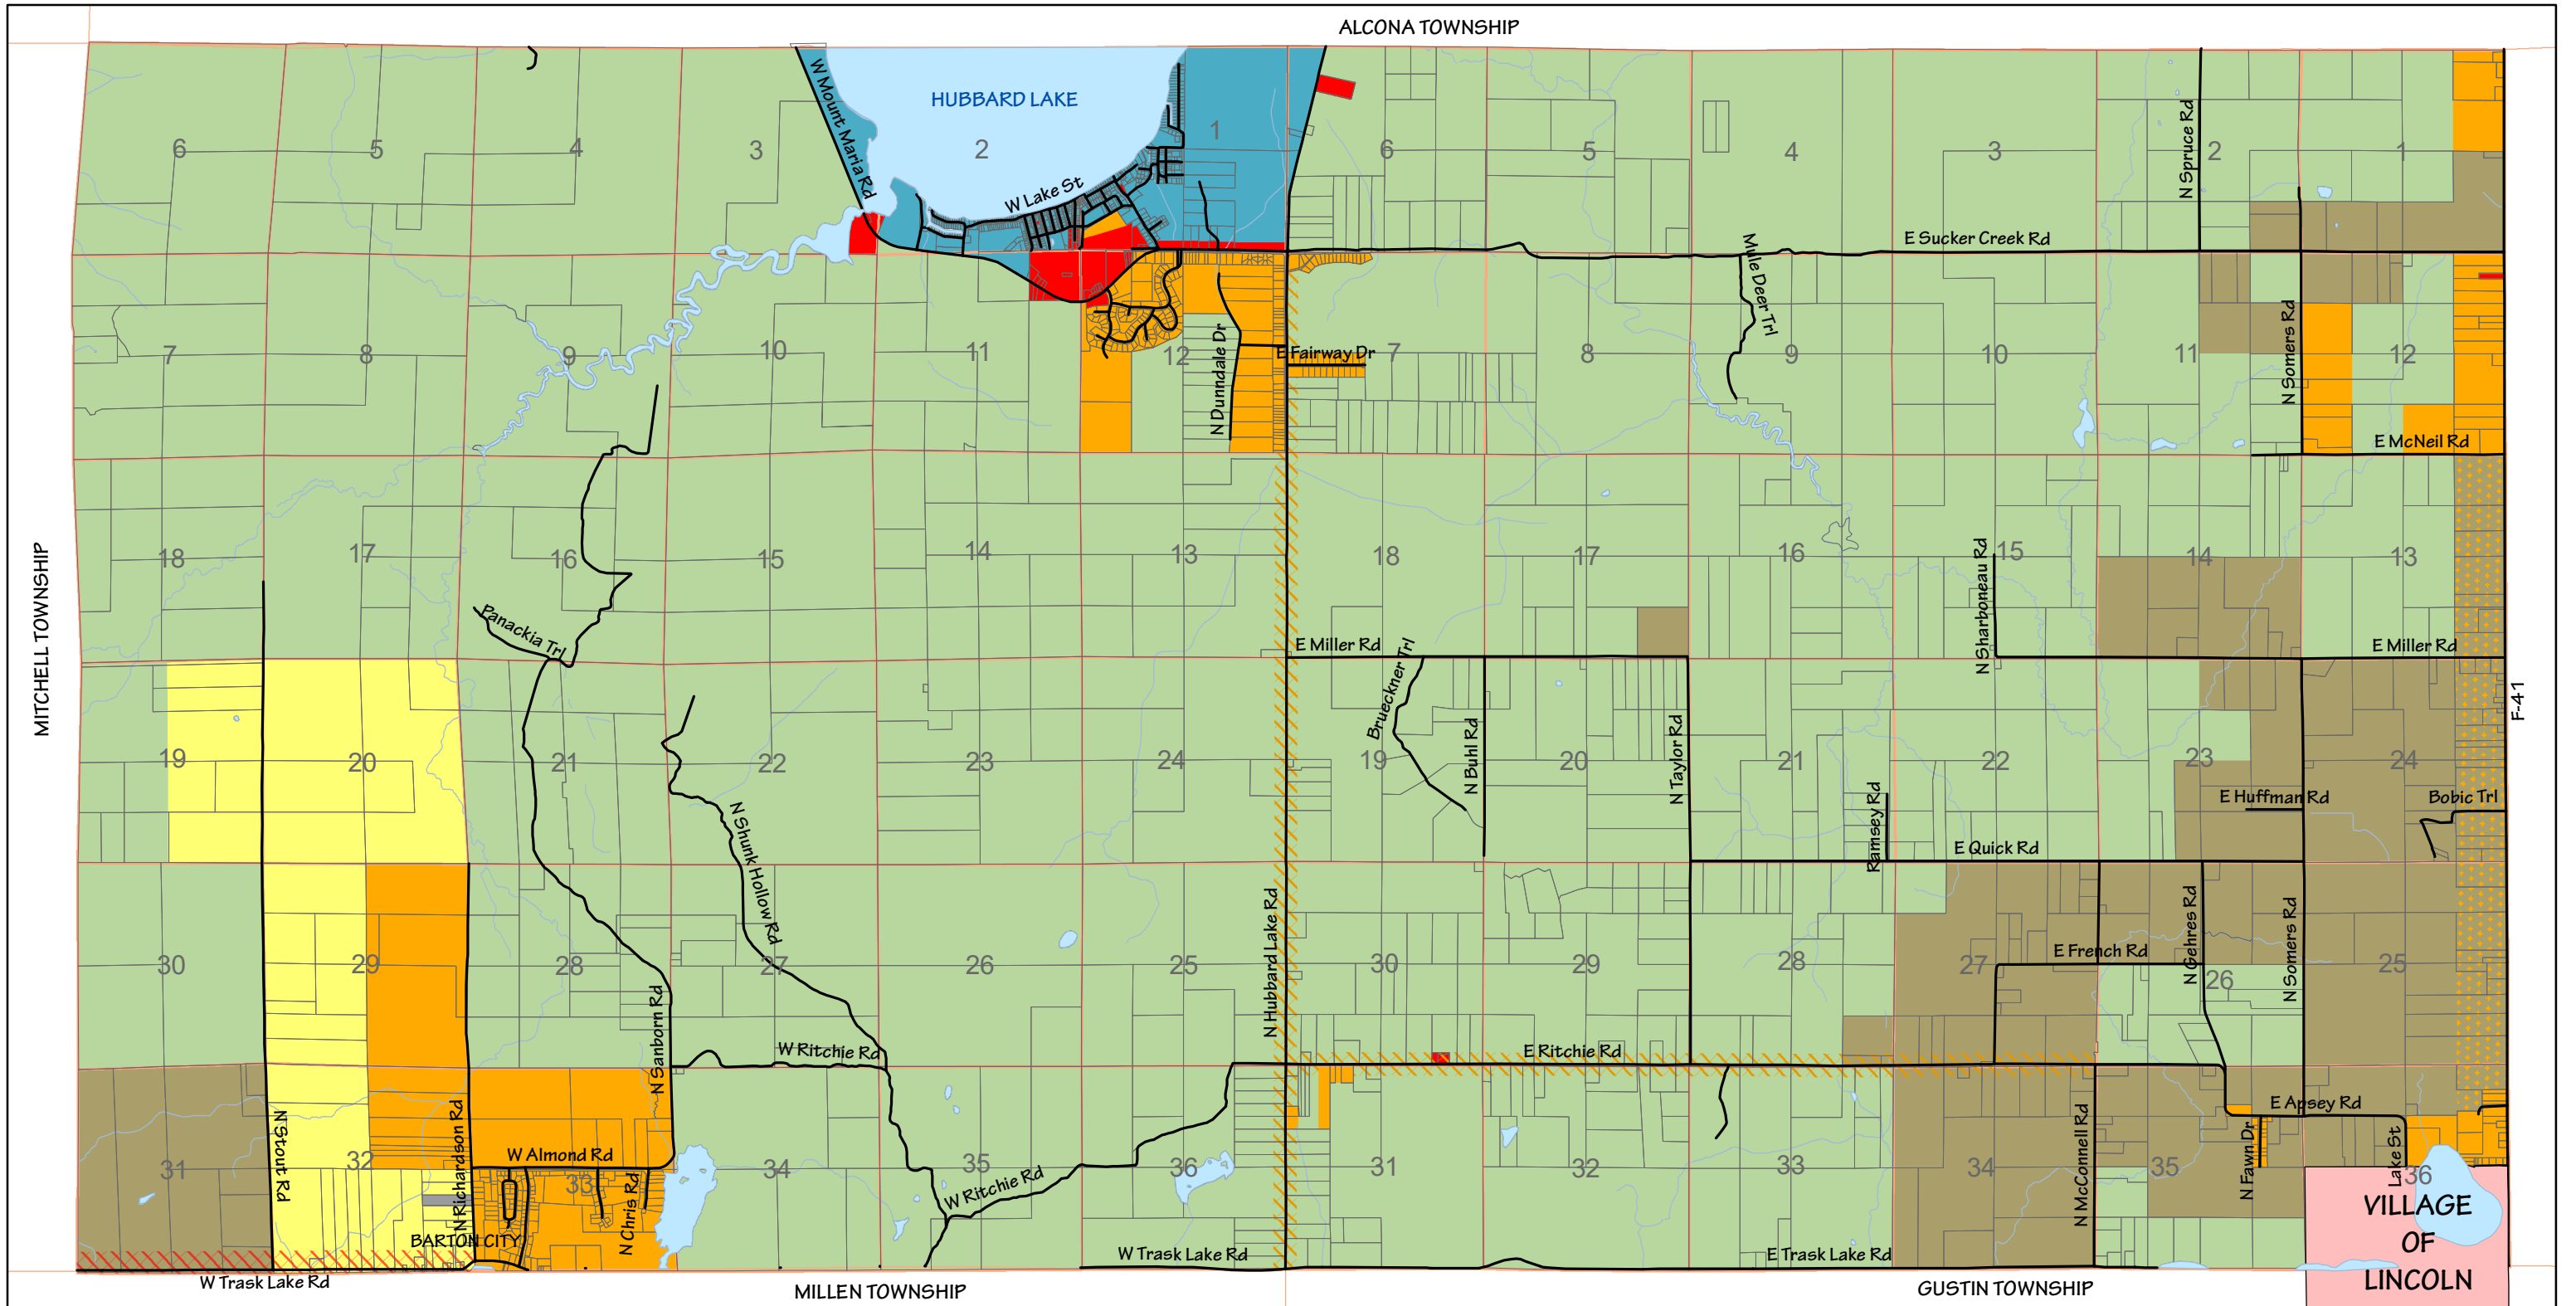 ALCONA TOWNSHIP
HUBBARD LAKE
W Mount Maria Rd
W Lake St
N Spruce Rd
6
5
4
3
2
1
6
5
4
3
2
1
E Sucker Creek Rd
Mule Deer Trl
N Somers Rd
N Dunndale Dr
E Fairway Dr
7
8
9
10
11
12
7
8
9
10
11
12
E McNeil Rd
MITCHELL TOWNSHIP
18
17
16
15
14
13
18
17
16
15
14
13
N Sharboneau Rd
Panackia Trl
E Miller Rd
E Miller Rd
Brueckner Trl
N Buhl Rd
N Taylor Rd
F-41
19
20
21
22
23
24
19
20
21
22
23
24
Ramsey Rd
E Huffman Rd
Bobic Trl
N Shunk Hollow Rd
E Quick Rd
N Hubbard Lake Rd
N Gehres Rd
N Somers Rd
E French Rd
30
29
28
27
26
25
30
29
28
27
26
25
N Sanborn Rd
W Ritchie Rd
E Ritchie Rd
N Stout Rd
N Richardson Rd
E Apsey Rd
N McConnell Rd
N Fawn Dr
Lake St
W Almond Rd
31
32
33
34
35
36
31
32
33
34
35
36
N Chris Rd
W Ritchie Rd
BARTON CITY
W Trask Lake Rd
E Trask Lake Rd
W Trask Lake Rd
MILLEN TOWNSHIP
GUSTIN TOWNSHIP
VILLAGE
OF
LINCOLN